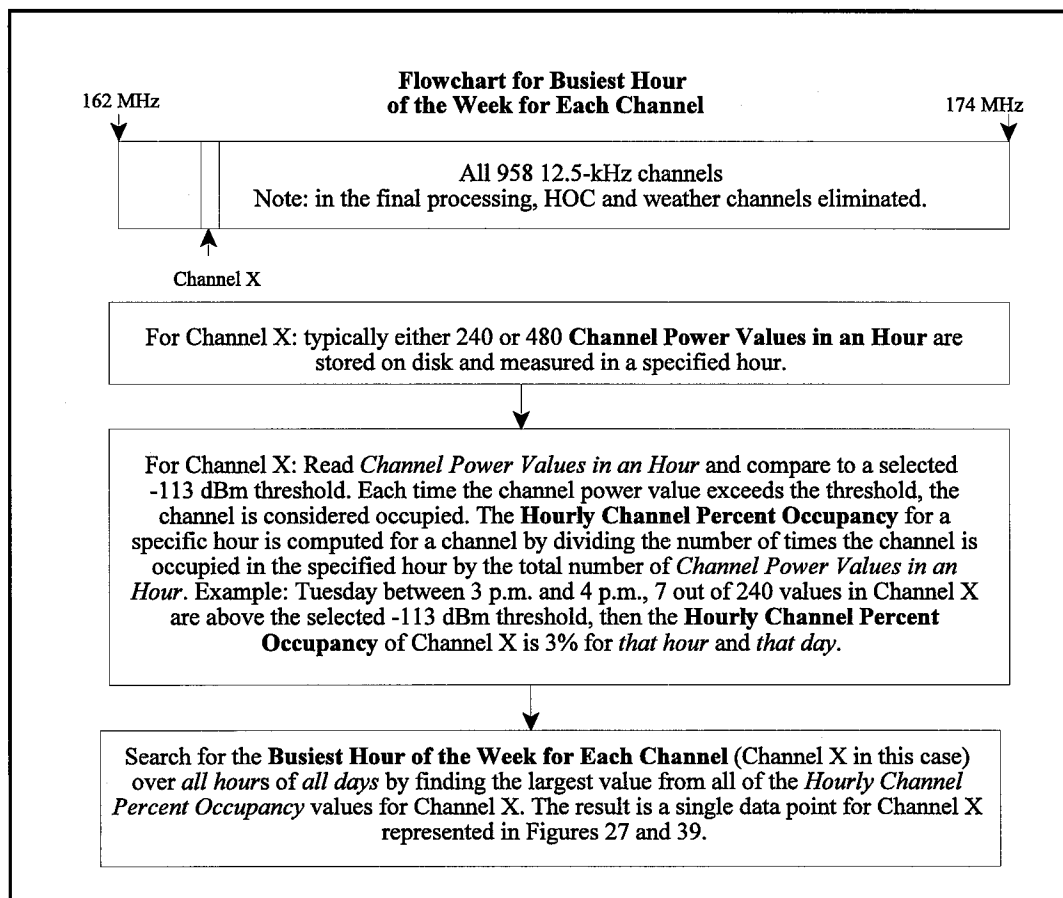 Flowchart for Busiest Hour
of the Week for Each Channel
162 MHz
174 MHz
All 958 12.5-kHz channels
Note: in the final processing, HOC and weather channels eliminated.
Channel X
For Channel X: typically either 240 or 480 Channel Power Values in an Hour are
stored on disk and measured in a specified hour.
For Channel X: Read Channel Power Values in an Hour and compare to a selected
-113 dBm threshold. Each time the channel power value exceeds the threshold, the
channel is considered occupied. The Hourly Channel Percent Occupancy for a
specific hour is computed for a channel by dividing the number of times the channel is
occupied in the specified hour by the total number of Channel Power Values in an
Hour. Example: Tuesday between 3 p.m. and 4 p.m., 7 out of 240 values in Channel X
are above the selected -113 dBm threshold, then the Hourly Channel Percent
Occupancy of Channel X is 3% for that hour and that day.
Search for the Busiest Hour of the Week for Each Channel (Channel X in this case)
over all hours of all days by finding the largest value from all of the Hourly Channel
Percent Occupancy values for Channel X. The result is a single data point for Channel X
represented in Figures 27 and 39.